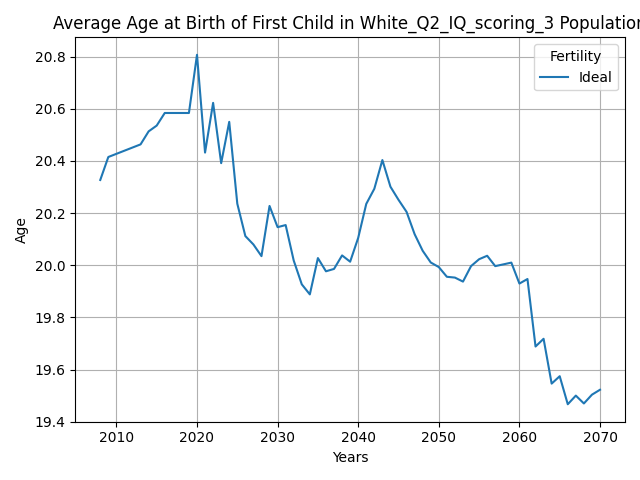 Average Age at Birth of First Child in White_Q2_IQ_scoring_3 Population
Fertility
Ideal
20.8
20.6
20.4
20.2
20.0
19.8
19.6
19.4
Age
2010 2020 2030 2040 2050 2060 2070
Years